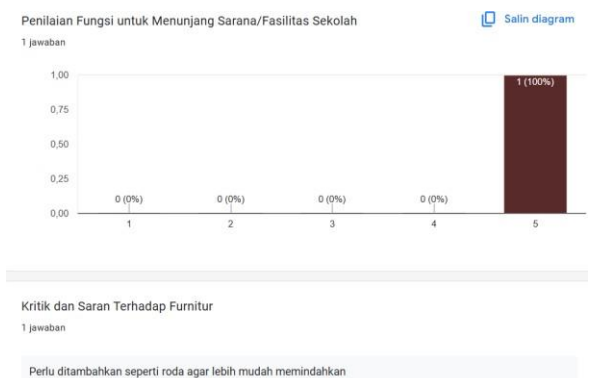 Penilaian Fungsi untuk Menunjang Sarana/Fasilitas Sekolah
Salin diagram
1 jawaban
1,00
0,75
0,50
0,25
0,00
0 (0%)
0 (0%)
0 (0%)
0 (0%)
1 (100%)
1
2
3
4
5
Kritik dan Saran Terhadap Furnitur
1 jawaban
Perlu ditambahkan seperti roda agar lebih mudah memindahkan